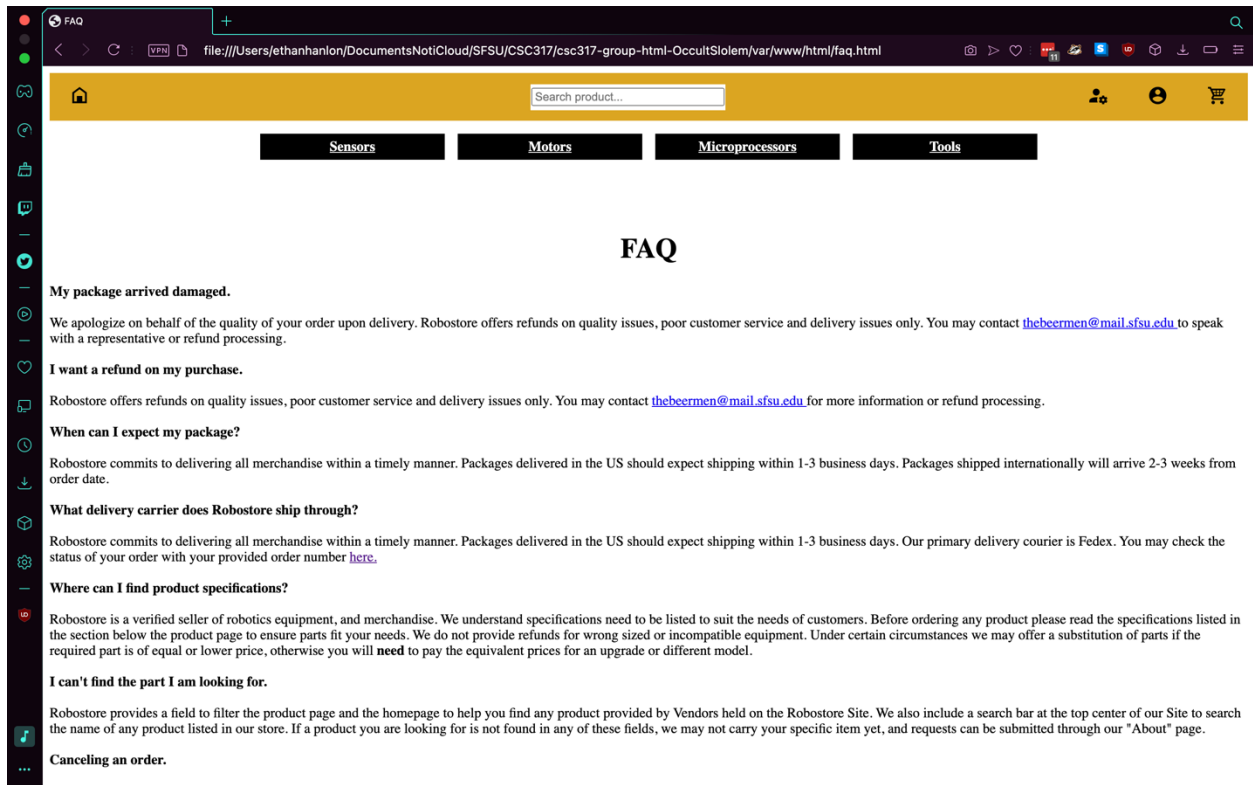 FAQ
VPN
file:///Users/ethanhanlon/DocumentsNotiCloud/SFSU/CSC317/csc317-group-html-OccultSlolem/var/www/html/faq.html
11
S
Search product...
Sensors
Motors
Microprocessors
Tools
FAQ
My package arrived damaged.
We apologize on behalf of the quality of your order upon delivery. Robostore offers refunds on quality issues, poor customer service and delivery issues only. You may contact thebeermen@mail.sfsu.edu to speak
with a representative or refund processing.
I want a refund on my purchase.
Robostore offers refunds on quality issues, poor customer service and delivery issues only. You may contact thebeermen@mail.sfsu.edu for more information or refund processing.
When can I expect my package?
Robostore commits to delivering all merchandise within a timely manner. Packages delivered in the US should expect shipping within 1-3 business days. Packages shipped internationally will arrive 2-3 weeks from
order date.
What delivery carrier does Robostore ship through?
Robostore commits to delivering all merchandise within a timely manner. Packages delivered in the US should expect shipping within 1-3 business days. Our primary delivery courier is Fedex. You may check the
status of your order with your provided order number here.
Where can I find product specifications?
Robostore is a verified seller of robotics equipment, and merchandise. We understand specifications need to be listed to suit the needs of customers. Before ordering any product please read the specifications listed in
the section below the product page to ensure parts fit your needs. We do not provide refunds for wrong sized or incompatible equipment. Under certain circumstances we may offer a substitution of parts if the
required part is of equal or lower price, otherwise you will need to pay the equivalent prices for an upgrade or different model.
I can't find the part I am looking for.
Robostore provides a field to filter the product page and the homepage to help you find any product provided by Vendors held on the Robostore Site. We also include a search bar at the top center of our Site to search
the name of any product listed in our store. If a product you are looking for is not found in any of these fields, we may not carry your specific item yet, and requests can be submitted through our "About" page.
Canceling an order.